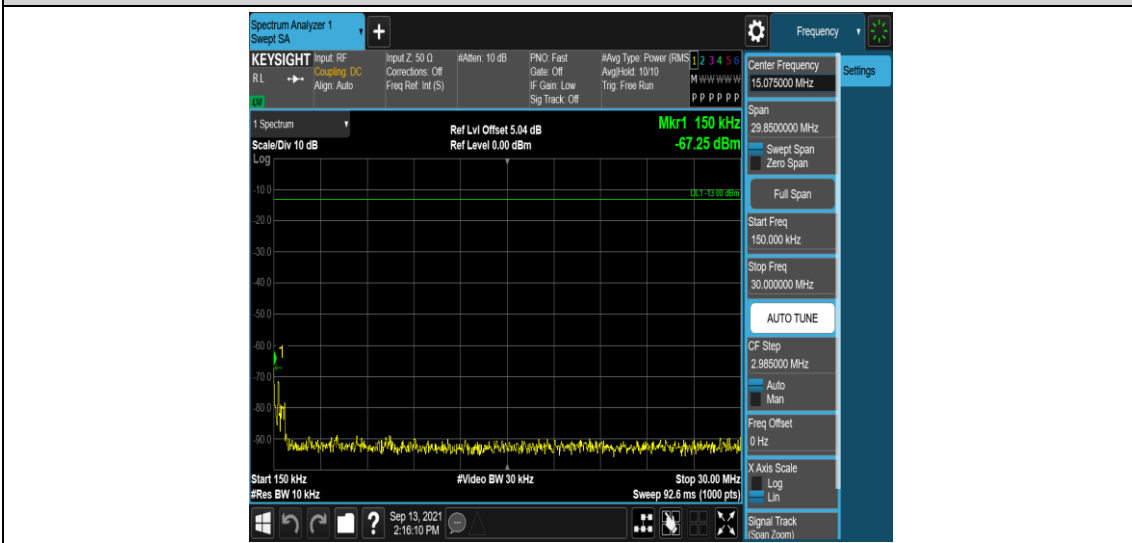 Spectrum Analyzer 1
Swept SA
+
Frequency
KEYSIGHT
RL
Input: RF
Coupling: DC
Align: Auto
Input Z: 50 Ω
Corrections: Off
Freq Ref: Int (S)
#Atten: 10 dB
PNO: Fast
Gate: Off
IF Gain: Low
Sig Track: Off
#Avg Type: Power (RMS
Avg|Hold: 10/10
Trig: Free Run
1 2 3 4 5 6
M W W W W W
P P P P P P
1 Spectrum
Scale/Div 10 dB
Ref Lvl Offset 5.04 dB
Ref Level 0.00 dBm
Mkr1 150 kHz
-67.25 dBm
Log
-10.0
DL1 -13.00 dBm
-20.0
-30.0
-40.0
-50.0
-60.0
1
-70.0
-80.0
-90.0
Start 150 kHz
#Video BW 30 kHz
Stop 30.00 MHz
#Res BW 10 kHz
Sweep 92.6 ms (1000 pts)
?
Sep 13, 2021
2:16:10 PM
Center Frequency
15.075000 MHz
Settings
Span
29.8500000 MHz
Swept Span
Zero Span
Full Span
Start Freq
150.000 kHz
Stop Freq
30.000000 MHz
AUTO TUNE
CF Step
2.985000 MHz
Auto
Man
Freq Offset
0 Hz
X Axis Scale
Log
Lin
Signal Track
(Span Zoom)